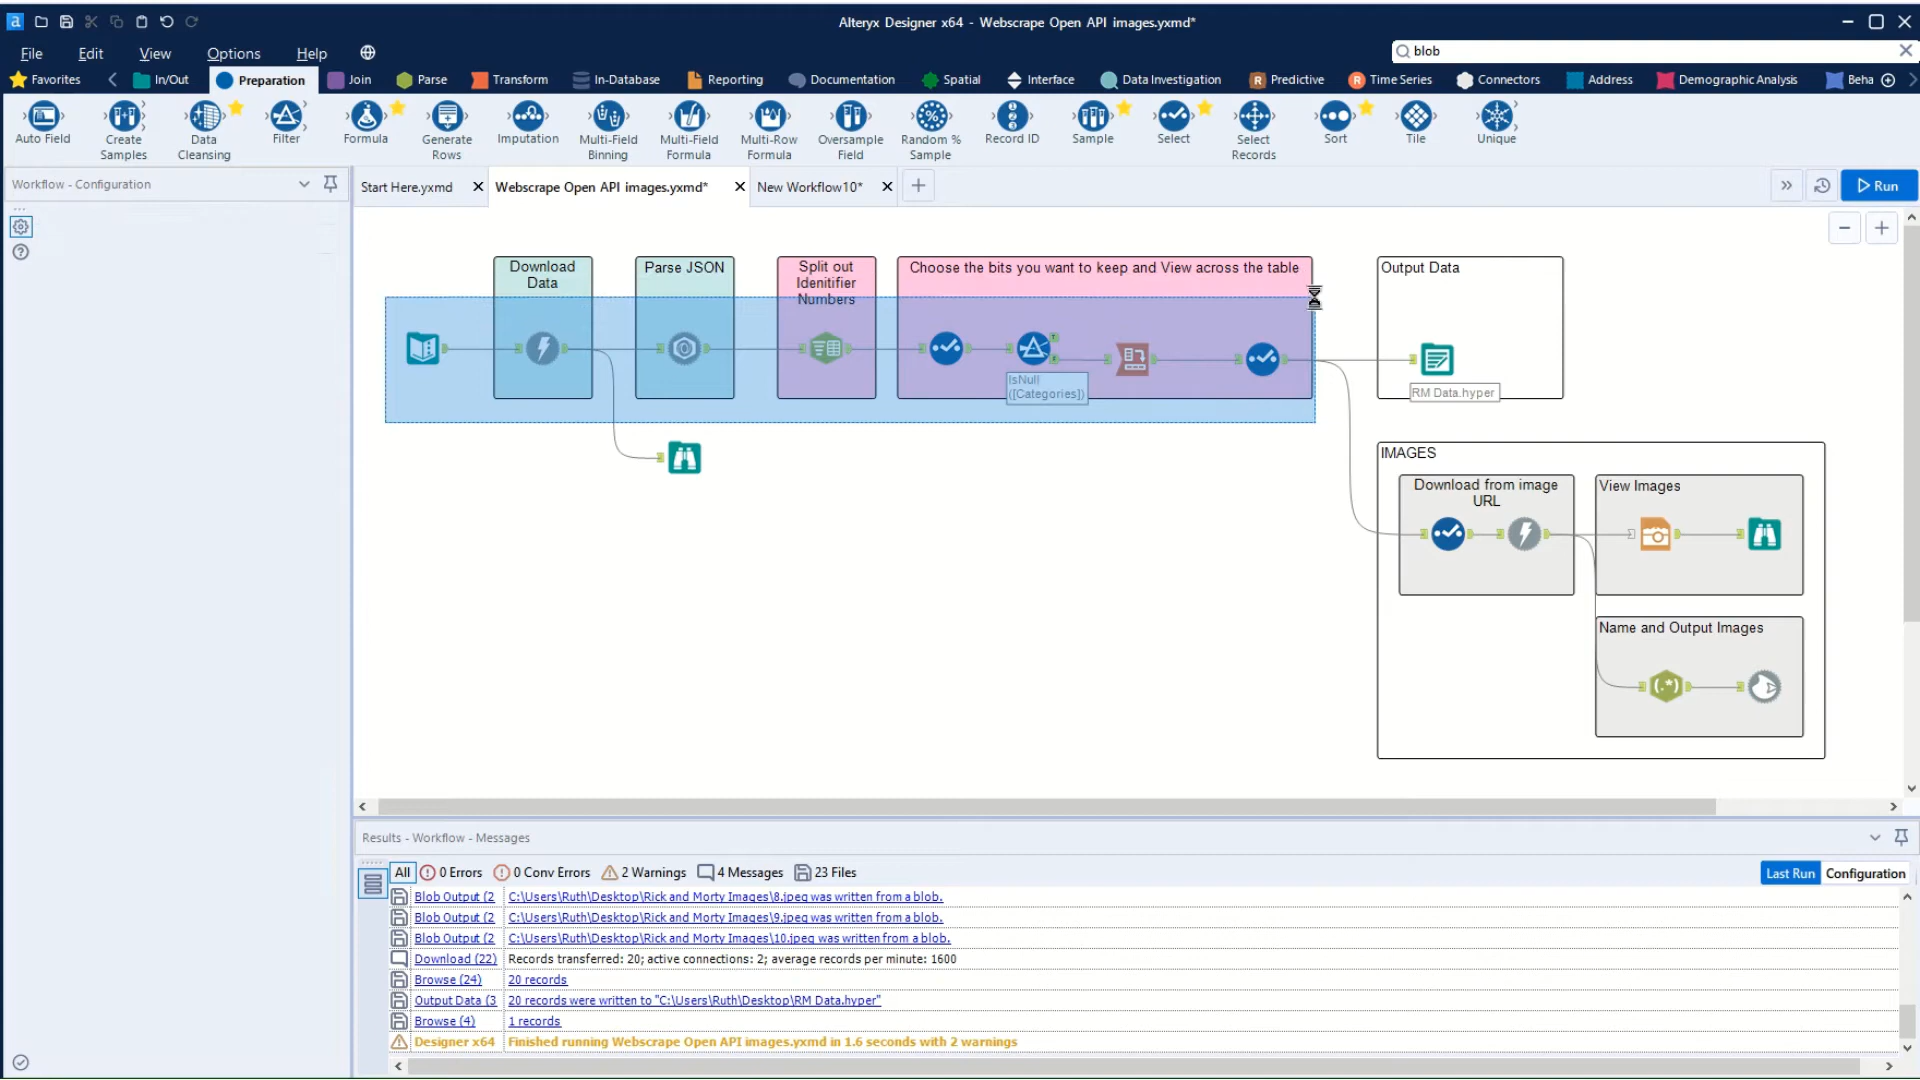 Alteryx Designer x64 - Webscrape Open API images.yxmd*
File Edit View Options Help
blob
Favorites In/Out Preparation Join Parse Transform In-Database Reporting Documentation Spatial Interface Data Investigation Predictive Time Series Connectors Address Demographic Analysis Beha
Auto Field
Create Samples
Data Cleansing
Filter
Formula
Generate Rows
Imputation
Multi-Field Binning
Multi-Field Formula
Multi-Row Formula
Oversample Field
Random % Sample
Record ID
Sample
Select
Select Records
Sort
Tile
Unique
Workflow - Configuration
Start Here.yxmd
Webscrape Open API images.yxmd*
New Workflow10*
Run
Download
Data
Parse JSON
Split out
Idenitifier
Numbers
Choose the bits you want to keep and View across the table
Output Data
IsNull
([Categories])
RM Data.hyper
IMAGES
Download from image
URL
View Images
Name and Output Images
Results - Workflow - Messages
All 0 Errors 0 Conv Errors 2 Warnings 4 Messages 23 Files
Last Run Configuration
Blob Output (2 C:\Users\Ruth\Desktop\Rick and Morty Images\8.jpeg was written from a blob.
Blob Output (2 C:\Users\Ruth\Desktop\Rick and Morty Images\9.jpeg was written from a blob.
Blob Output (2 C:\Users\Ruth\Desktop\Rick and Morty Images\10.jpeg was written from a blob.
Download (22) Records transferred: 20; active connections: 2; average records per minute: 1600
Browse (24) 20 records
Output Data (3 20 records were written to "C:\Users\Ruth\Desktop\RM Data.hyper"
Browse (4) 1 records
Designer x64 Finished running Webscrape Open API images.yxmd in 1.6 seconds with 2 warnings